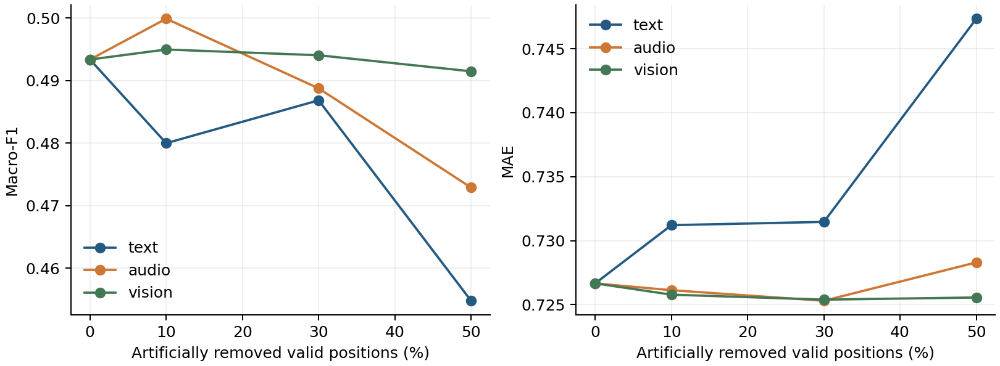 0.50
0.49
0.48
0.47
0.46
Macro-F1
text
audio
vision
0 10 20 30 40 50
Artificially removed valid positions (%)
0.745
0.740
0.735
0.730
0.725
MAE
text
audio
vision
0 10 20 30 40 50
Artificially removed valid positions (%)